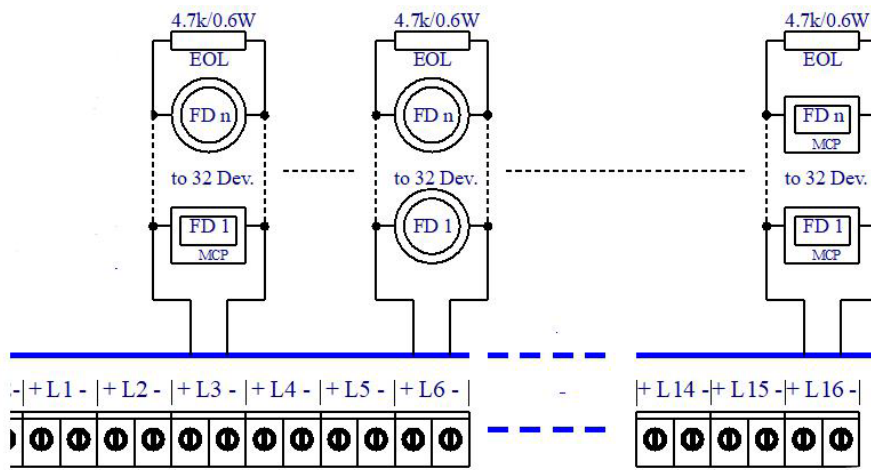 4.7k/0.6W 4.7k/0.6W 4.7k/0.6W
EOL EOL EOL
FD n FD n FD n
MCP
to 32 Dev. to 32 Dev. to 32 Dev.
FD 1 FD 1 FD 1
MCP MCP
-|+ L1 -|+ L2 -|+ L3 -|+ L4 -|+ L5 -|+ L6 -| - |+ L14 -|+ L15 -|+ L16 -|